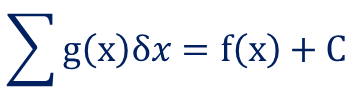 ∑ g(x)δx = f(x) + C